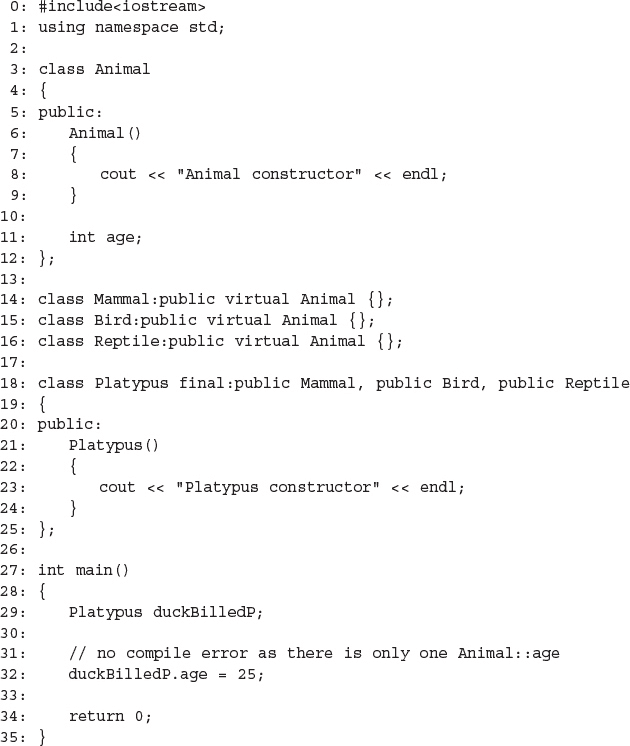 0: #include<iostream>
1: using namespace std;
2:
3: class Animal
4: {
5: public:
6:    Animal()
7:    {
8:       cout << "Animal constructor" << endl;
9:    }
10:
11:    int age;
12: };
13:
14: class Mammal:public virtual Animal {};
15: class Bird:public virtual Animal {};
16: class Reptile:public virtual Animal {};
17:
18: class Platypus final:public Mammal, public Bird, public Reptile
19: {
20: public:
21:    Platypus()
22:    {
23:       cout << "Platypus constructor" << endl;
24:    }
25: };
26:
27: int main()
28: {
29:    Platypus duckBilledP;
30:
31:    // no compile error as there is only one Animal::age
32:    duckBilledP.age = 25;
33:
34:    return 0;
35: }